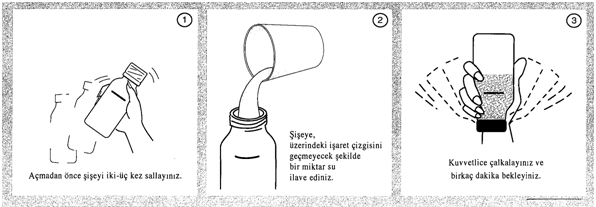 1
Açmadan önce şişeyi iki-üç kez sallayınız.
2
Şişeye,
üzerindeki işaret çizgisini
geçmeyecek şekilde
bir miktar su
ilave ediniz.
3
Kuvvetlice çalkalayınız ve
birkaç dakika bekleyiniz.